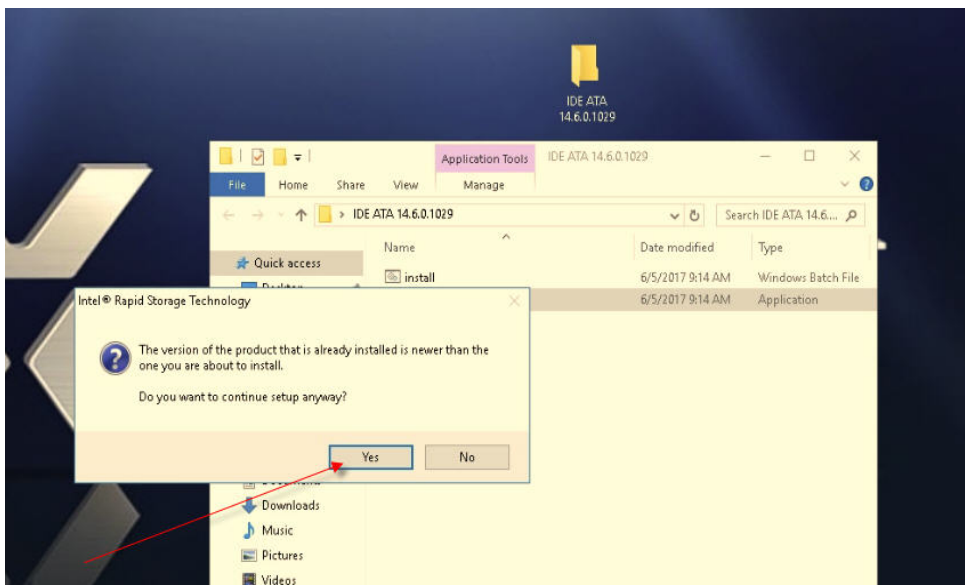 IDE ATA
14.6.0.1029
Application Tools
IDE ATA 14.6.0.1029
File
Home
Share
View
Manage
IDE ATA 14.6.0.1029
Search IDE ATA 14.6....
Name
Date modified
Type
Quick access
Desktop
install
6/5/2017 9:14 AM
Windows Batch File
6/5/2017 9:14 AM
Application
Intel® Rapid Storage Technology
The version of the product that is already installed is newer than the
one you are about to install.
Do you want to continue setup anyway?
Yes
No
Documents
Downloads
Music
Pictures
Videos